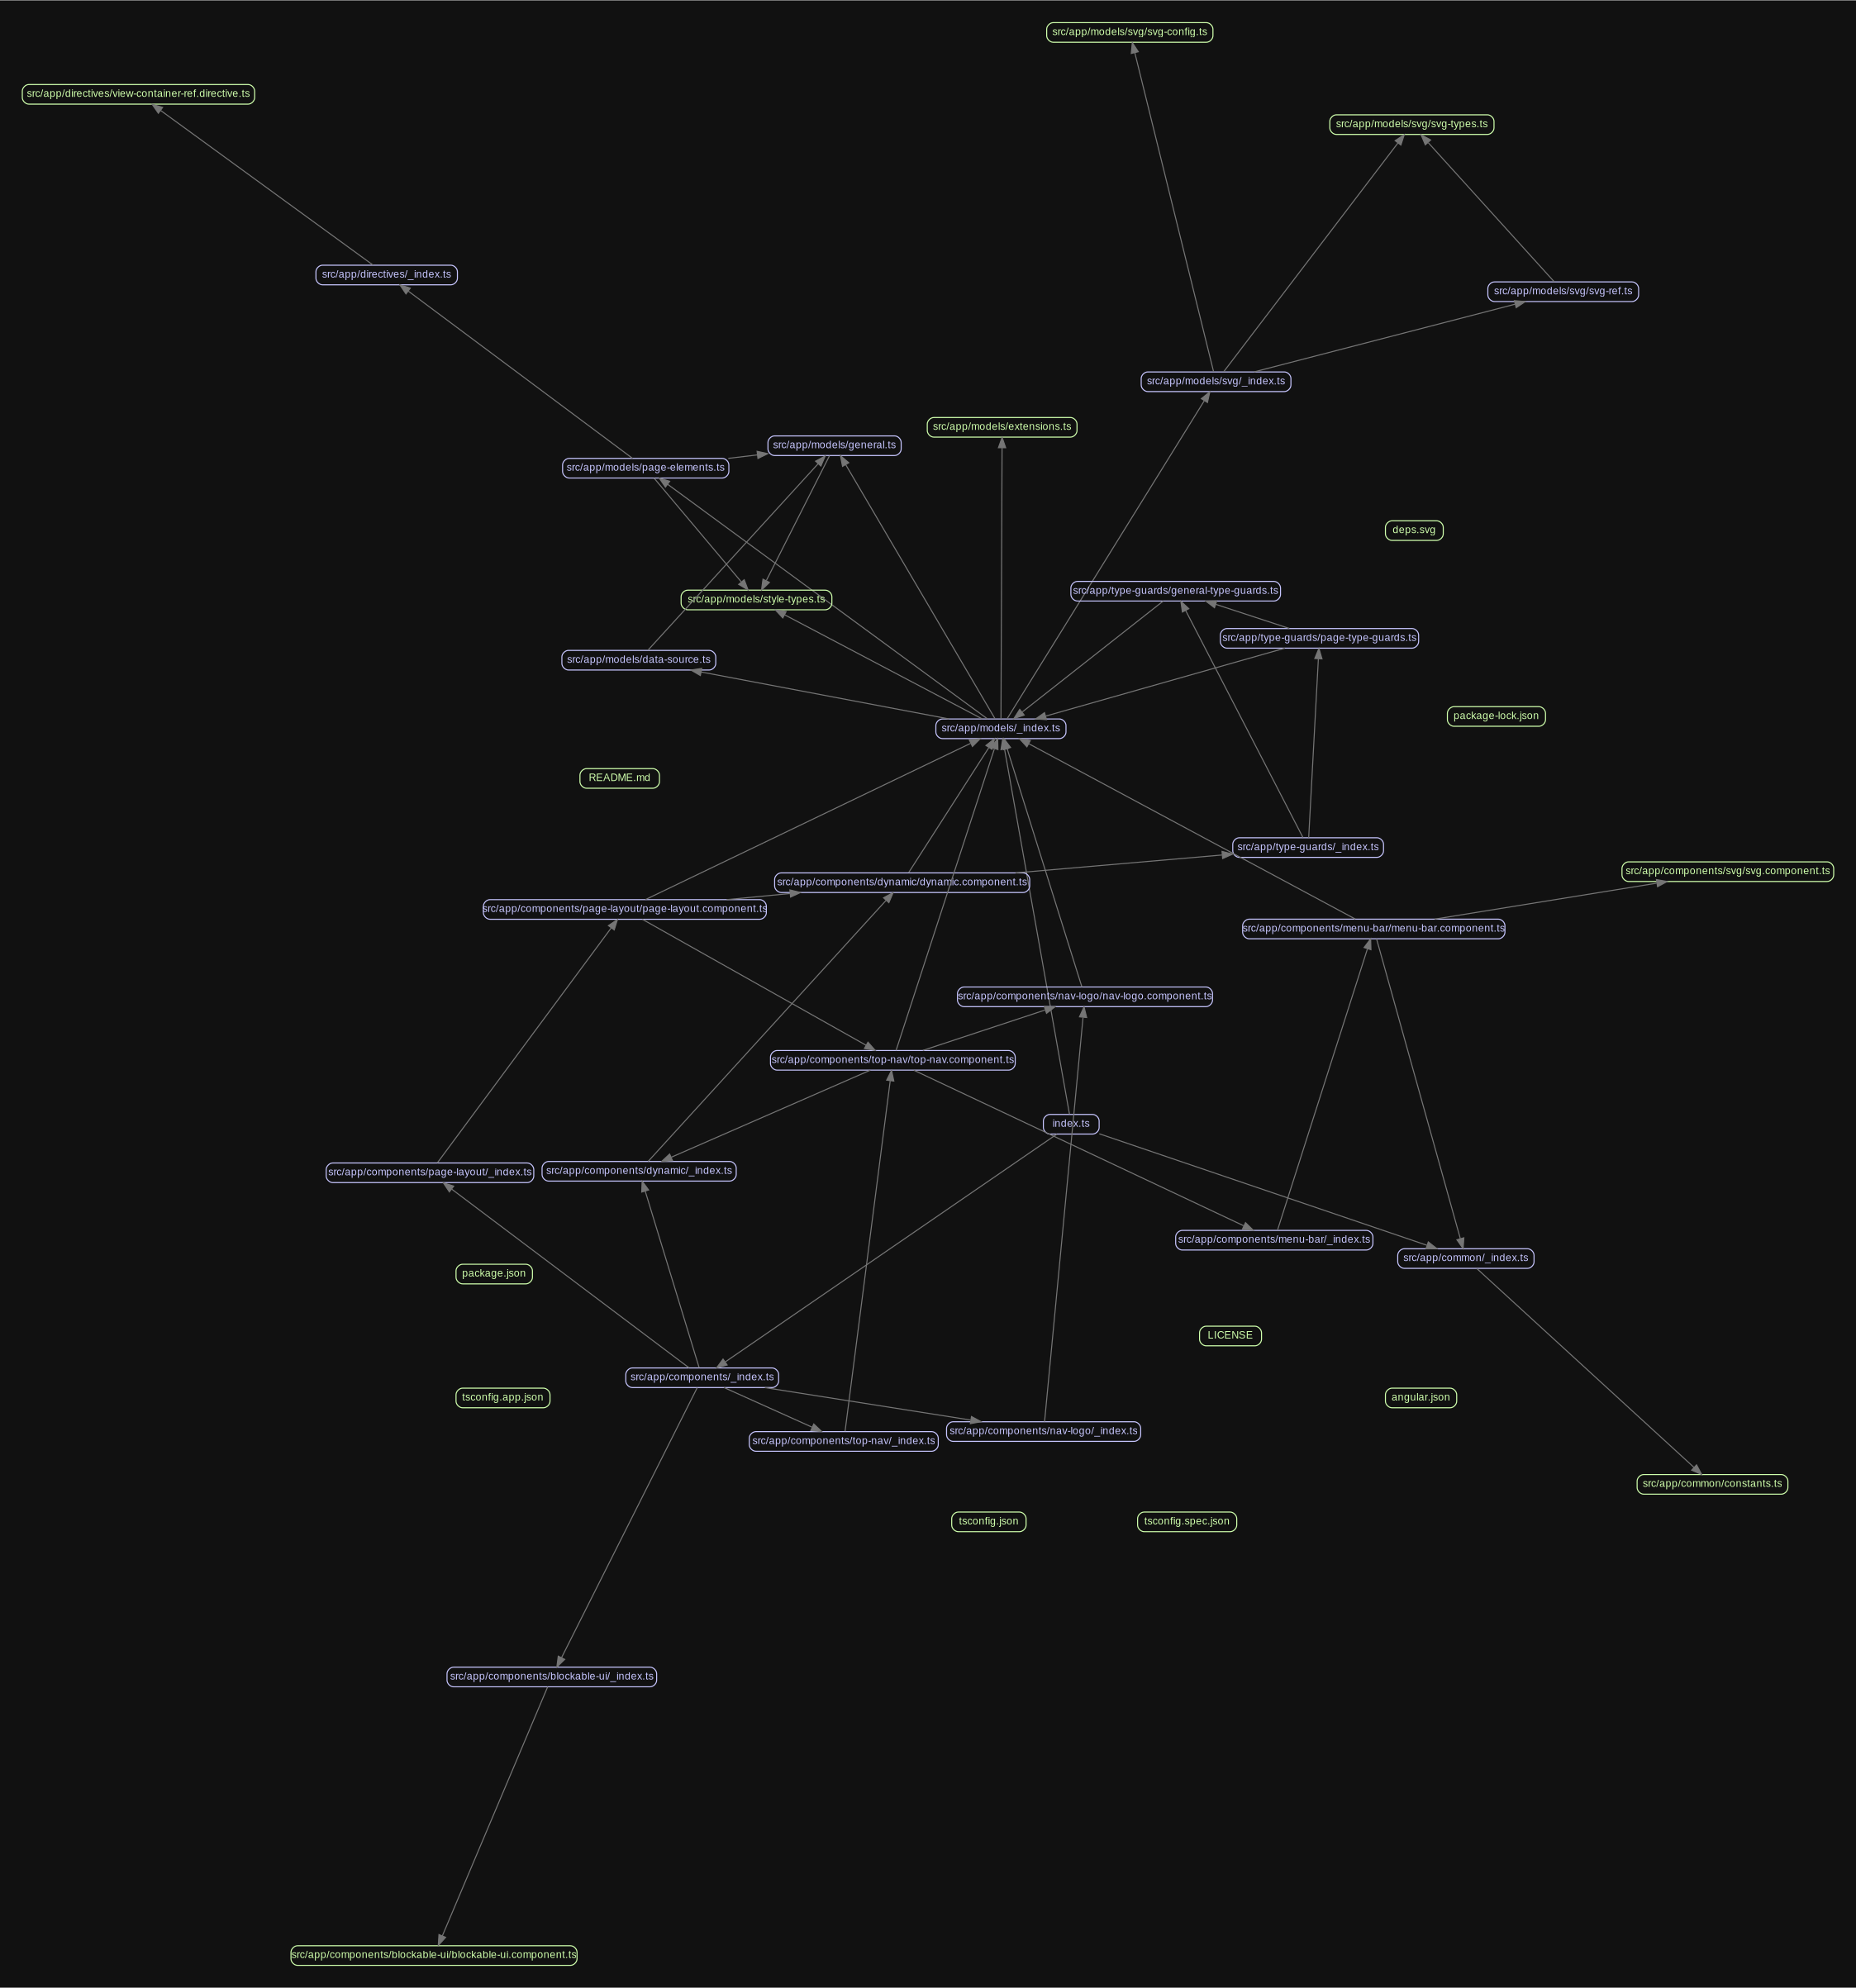 src/app/models/svg/svg-config.ts
src/app/directives/view-container-ref.directive.ts
src/app/models/svg/svg-types.ts
src/app/directives/_index.ts
src/app/models/svg/svg-ref.ts
src/app/models/svg/_index.ts
src/app/models/extensions.ts
src/app/models/general.ts
src/app/models/page-elements.ts
deps.svg
src/app/type-guards/general-type-guards.ts
src/app/models/style-types.ts
src/app/type-guards/page-type-guards.ts
src/app/models/data-source.ts
package-lock.json
src/app/models/_index.ts
README.md
src/app/type-guards/_index.ts
src/app/components/svg/svg.component.ts
src/app/components/dynamic/dynamic.component.ts
src/app/components/page-layout/page-layout.component.ts
src/app/components/menu-bar/menu-bar.component.ts
src/app/components/nav-logo/nav-logo.component.ts
src/app/components/top-nav/top-nav.component.ts
index.ts
src/app/components/page-layout/_index.ts
src/app/components/dynamic/_index.ts
src/app/components/menu-bar/_index.ts
src/app/common/_index.ts
package.json
LICENSE
src/app/components/_index.ts
tsconfig.app.json
angular.json
src/app/components/nav-logo/_index.ts
src/app/components/top-nav/_index.ts
src/app/common/constants.ts
tsconfig.json
tsconfig.spec.json
src/app/components/blockable-ui/_index.ts
src/app/components/blockable-ui/blockable-ui.component.ts